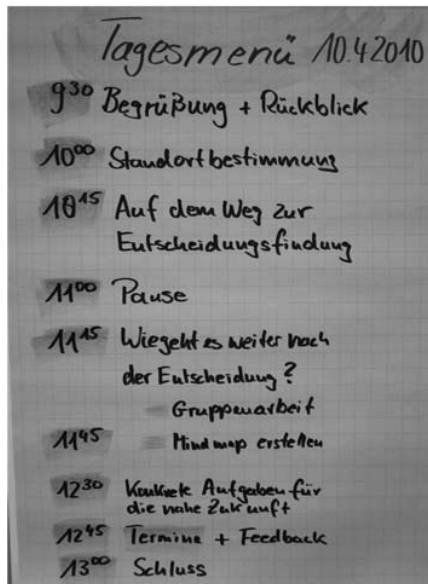 Tagesmenü 10.4.2010
9³⁰ Begrüßung + Rückblick
10⁰⁰ Standortbestimmung
10¹⁵ Auf dem Weg zur
Entscheidungsfindung
11⁰⁰ Pause
11¹⁵ Wie geht es weiter nach
der Entscheidung?
- Gruppenarbeit
11⁴⁵ - Mindmap erstellen
12³⁰ Konkrete Aufgaben für
die nahe Zukunft
12⁴⁵ Termine + Feedback
13⁰⁰ Schluss